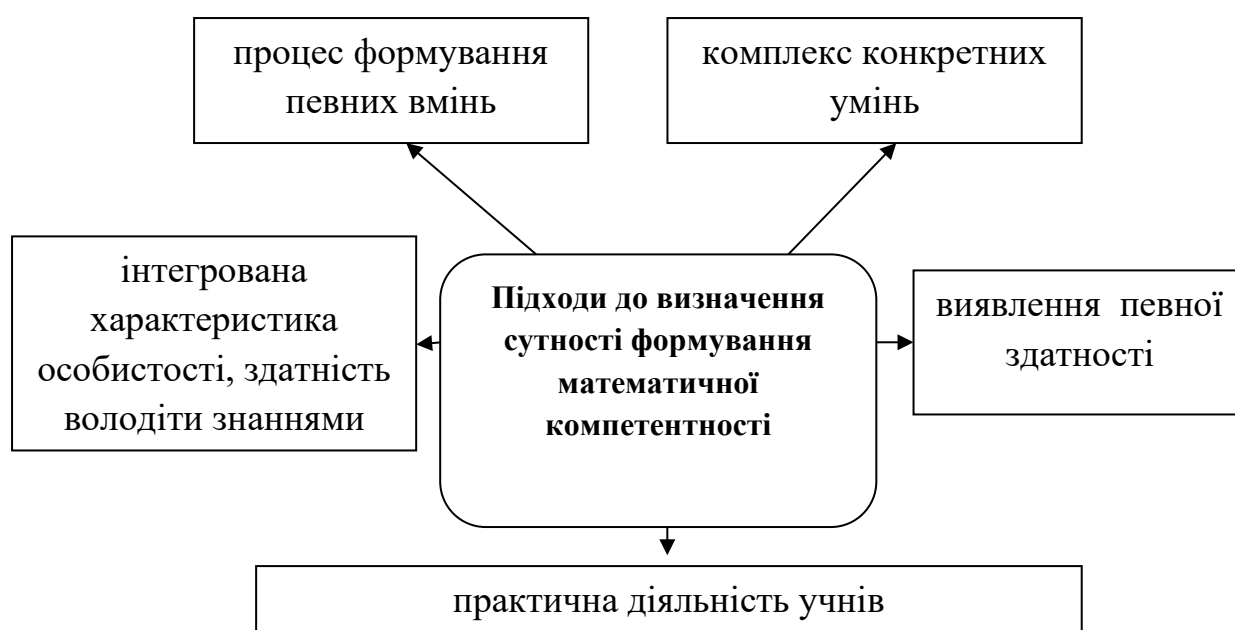 процес формування
певних вмінь
комплекс конкретних
умінь
інтегрована
характеристика
особистості, здатність
володіти знаннями
Підходи до визначення
сутності формування
математичної
компетентності
виявлення певної
здатності
практична діяльність учнів